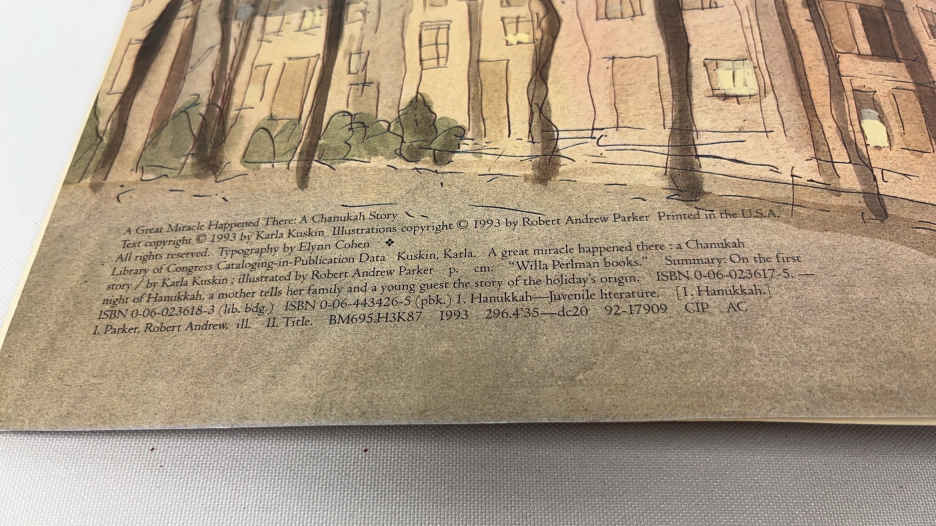 A Great Miracle Happened There: A Chanukah Story
Text copyright © 1993 by Karla Kuskin  Illustrations copyright © 1993 by Robert Andrew Parker  Printed in the U.S.A.
All rights reserved.  Typography by Elynn Cohen  ❖
Library of Congress Cataloging-in-Publication Data  Kuskin, Karla.  A great miracle happened there : a Chanukah
story / by Karla Kuskin ; illustrated by Robert Andrew Parker  p.  cm.  “Willa Perlman books.”  Summary: On the first
night of Hanukkah, a mother tells her family and a young guest the story of the holiday's origin.  ISBN 0-06-023617-5. —
ISBN 0-06-023618-3 (lib. bdg.)  ISBN 0-06-443426-5 (pbk.) 1. Hanukkah—Juvenile literature.  [1. Hanukkah.]
I. Parker, Robert Andrew, ill.  II. Title.  BM695.H3K87  1993  296.4'35—dc20  92-17909  CIP  AC